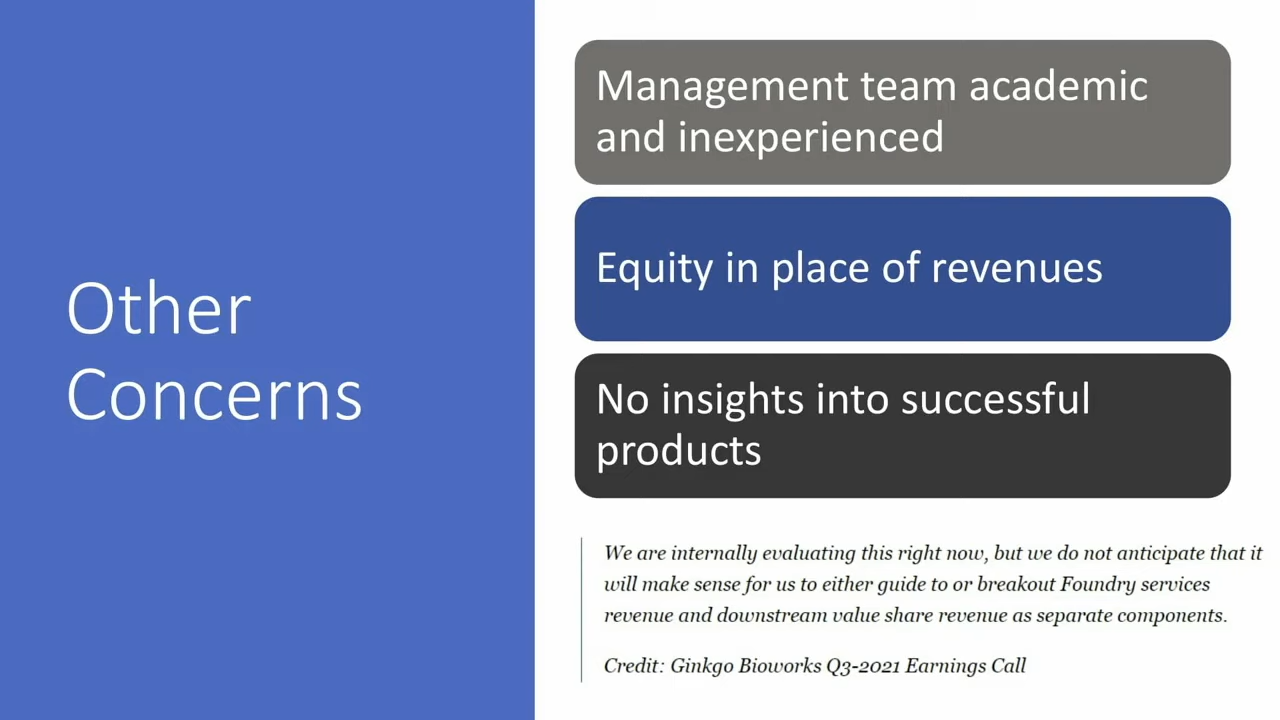 Other
Concerns
Management team academic
and inexperienced
Equity in place of revenues
No insights into successful
products
We are internally evaluating this right now, but we do not anticipate that it
will make sense for us to either guide to or breakout Foundry services
revenue and downstream value share revenue as separate components.
Credit: Ginkgo Bioworks Q3-2021 Earnings Call